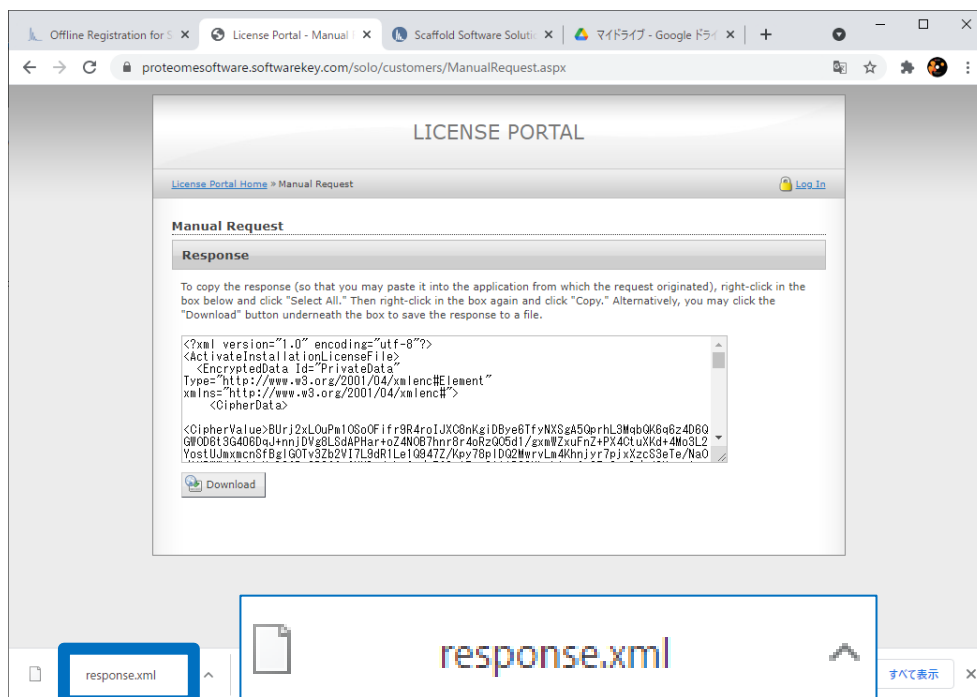 Offline Registration for S
License Portal - Manual
Scaffold Software Soluti
マイドライブ - Google ドラ
proteomesoftware.softwarekey.com/solo/customers/ManualRequest.aspx
LICENSE PORTAL
License Portal Home » Manual Request
Log In
Manual Request
Response
To copy the response (so that you may paste it into the application from which the request originated), right-click in the
box below and click "Select All." Then right-click in the box again and click "Copy." Alternatively, you may click the
"Download" button underneath the box to save the response to a file.
<?xml version="1.0" encoding="utf-8"?>
<ActivateInstallationLicenseFile>
<EncryptedData Id="PrivateData"
Type="http://www.w3.org/2001/04/xmlenc#Element"
xmlns="http://www.w3.org/2001/04/xmlenc#">
<CipherData>
Download
response.xml
response.xml
すべて表示